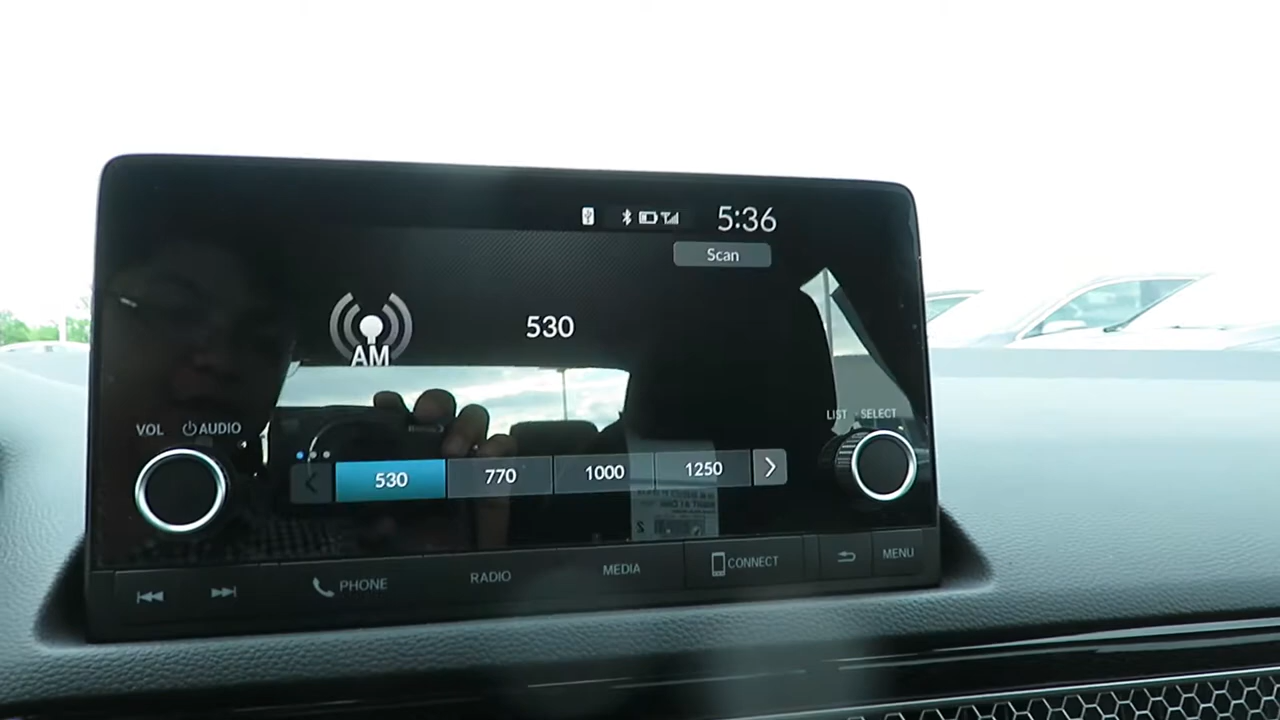 5:36
Scan
AM
530
VOL AUDIO
LIST SELECT
530 770 1000 1250
PHONE RADIO MEDIA CONNECT MENU